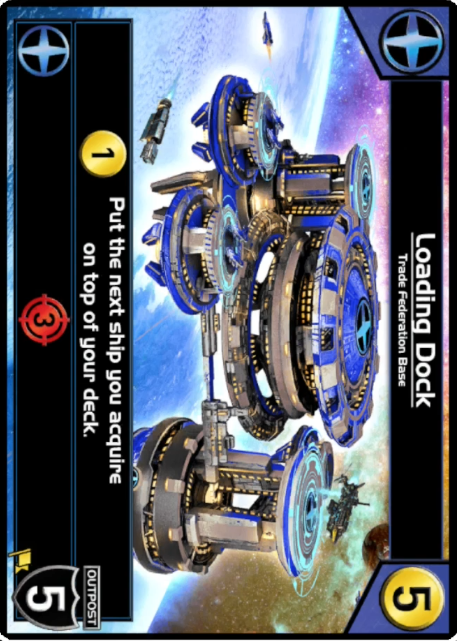 Loading Dock
5
Trade Federation Base
1
Put the next ship you acquire
on top of your deck.
3
OUTPOST
5